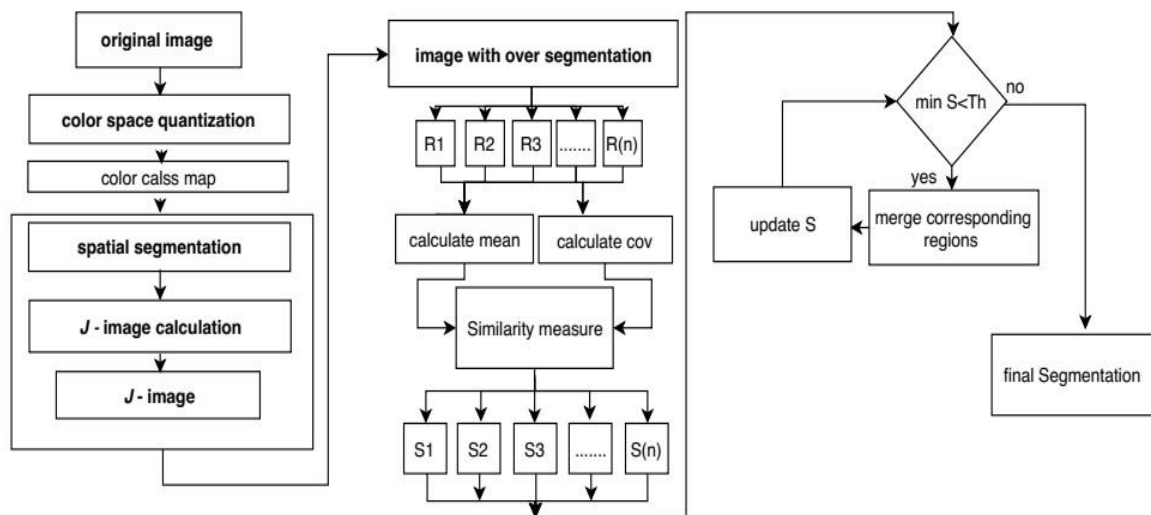 original image
color space quantization
color calss map
spatial segmentation
J - image calculation
J - image
image with over segmentation
R1 R2 R3 ....... R(n)
calculate mean calculate cov
Similarity measure
S1 S2 S3 ....... S(n)
min S<Th
no
yes
update S
merge corresponding
regions
final Segmentation